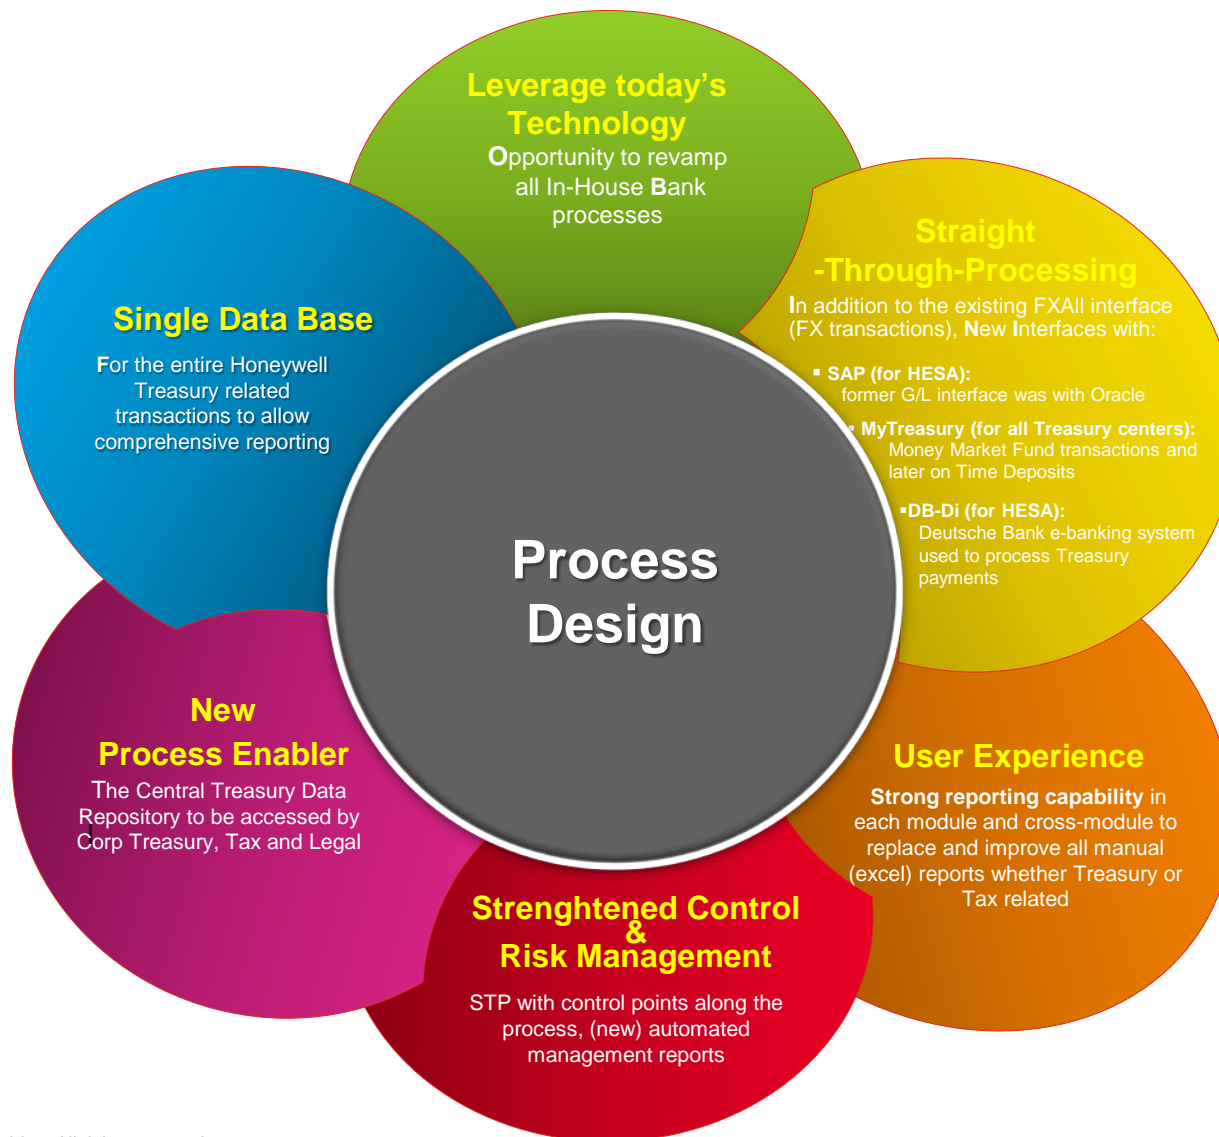 Leverage today's
Technology
Opportunity to revamp
all In-House Bank
processes
Straight
-Through-Processing
In addition to the existing FXAll interface
(FX transactions), New Interfaces with:
▪ SAP (for HESA):
former G/L interface was with Oracle
▪ MyTreasury (for all Treasury centers):
Money Market Fund transactions and
later on Time Deposits
▪DB-Di (for HESA):
Deutsche Bank e-banking system
used to process Treasury
payments
Single Data Base
For the entire Honeywell
Treasury related
transactions to allow
comprehensive reporting
Process
Design
New
Process Enabler
The Central Treasury Data
Repository to be accessed by
Corp Treasury, Tax and Legal
User Experience
Strong reporting capability in
each module and cross-module to
replace and improve all manual
(excel) reports whether Treasury or
Tax related
Strenghtened Control
&
Risk Management
STP with control points along the
process, (new) automated
management reports